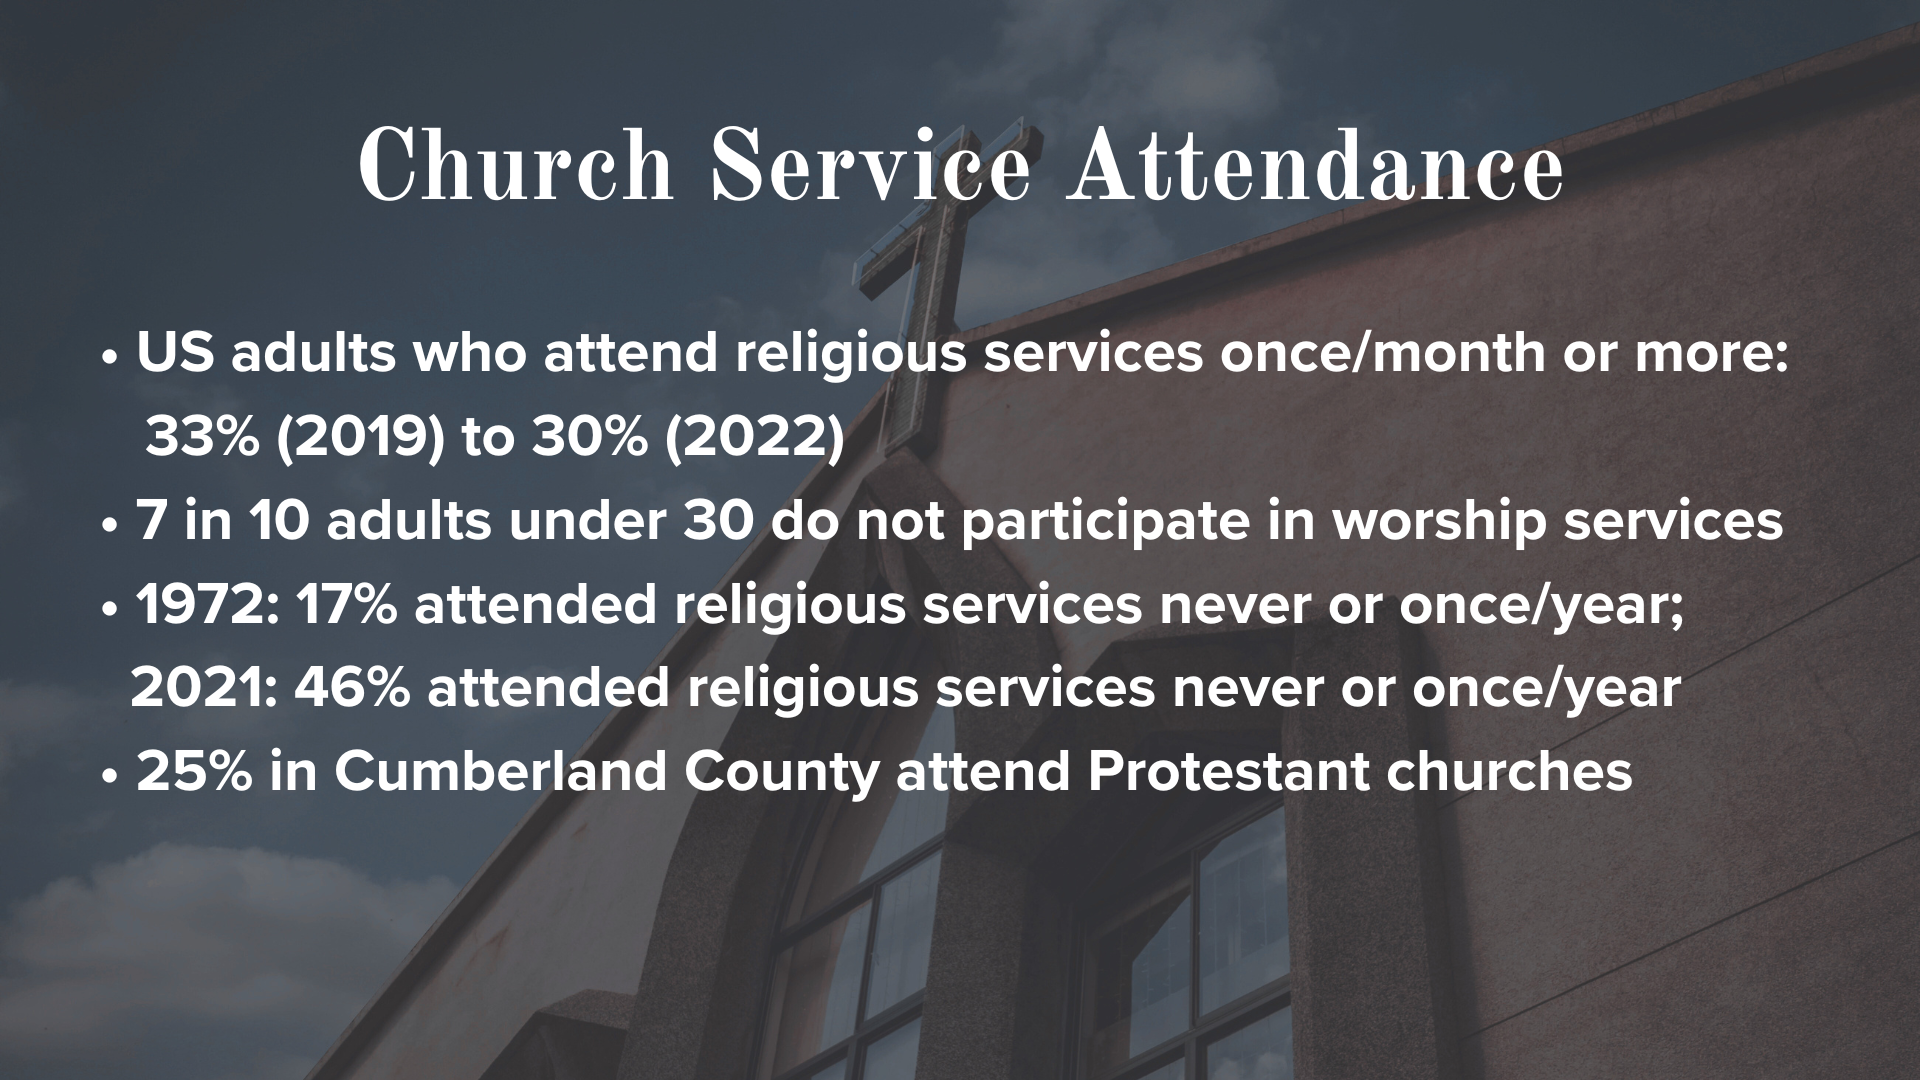 Church Service Attendance
• US adults who attend religious services once/month or more:
33% (2019) to 30% (2022)
• 7 in 10 adults under 30 do not participate in worship services
• 1972: 17% attended religious services never or once/year;
2021: 46% attended religious services never or once/year
• 25% in Cumberland County attend Protestant churches